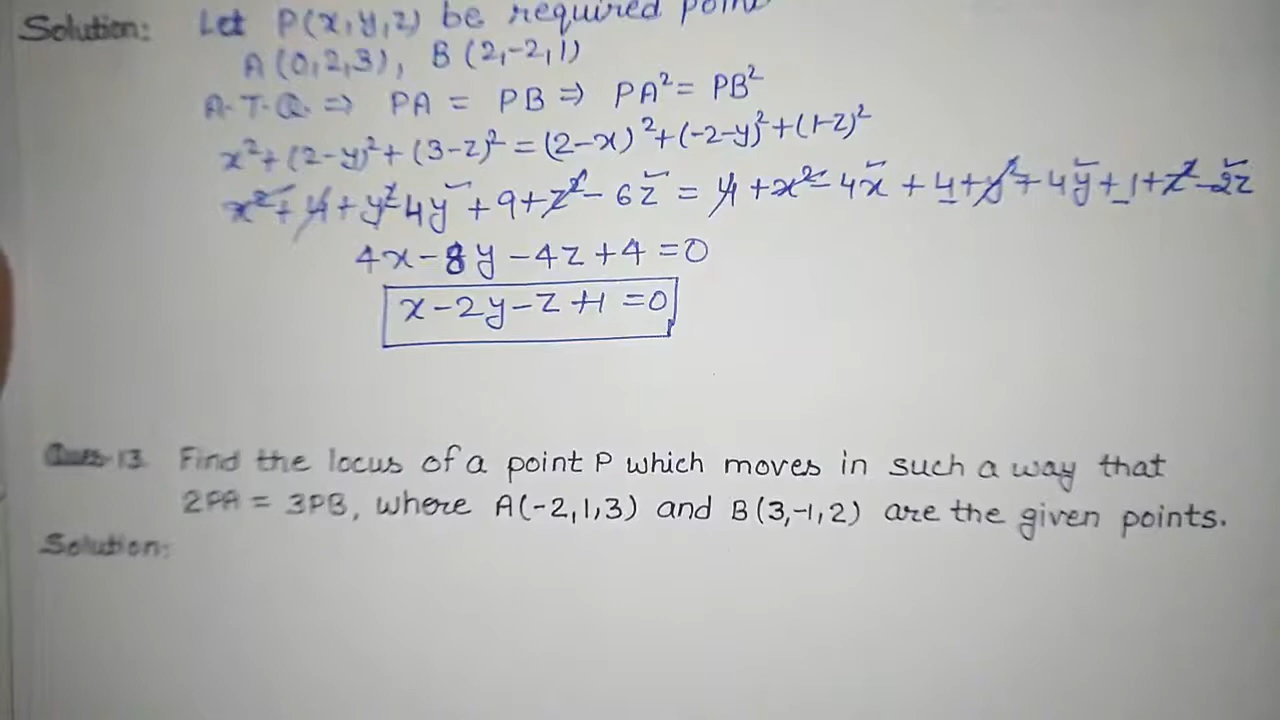 Solution: Let P(x,y,z) be required point
A(0,2,3), B(2,-2,1)
A.T.Q. ⇒ PA = PB ⇒ PA² = PB²
x²+(2-y)²+(3-z)² = (2-x)²+(-2-y)²+(1-z)²
x²+4+y²-4y+9+z²-6z = 4+x²-4x+4+y²+4y+1+z²-2z
4x-8y-4z+4=0
x-2y-z+1=0
Ques 13. Find the locus of a point P which moves in such a way that
2PA = 3PB, where A(-2,1,3) and B(3,-1,2) are the given points.
Solution: